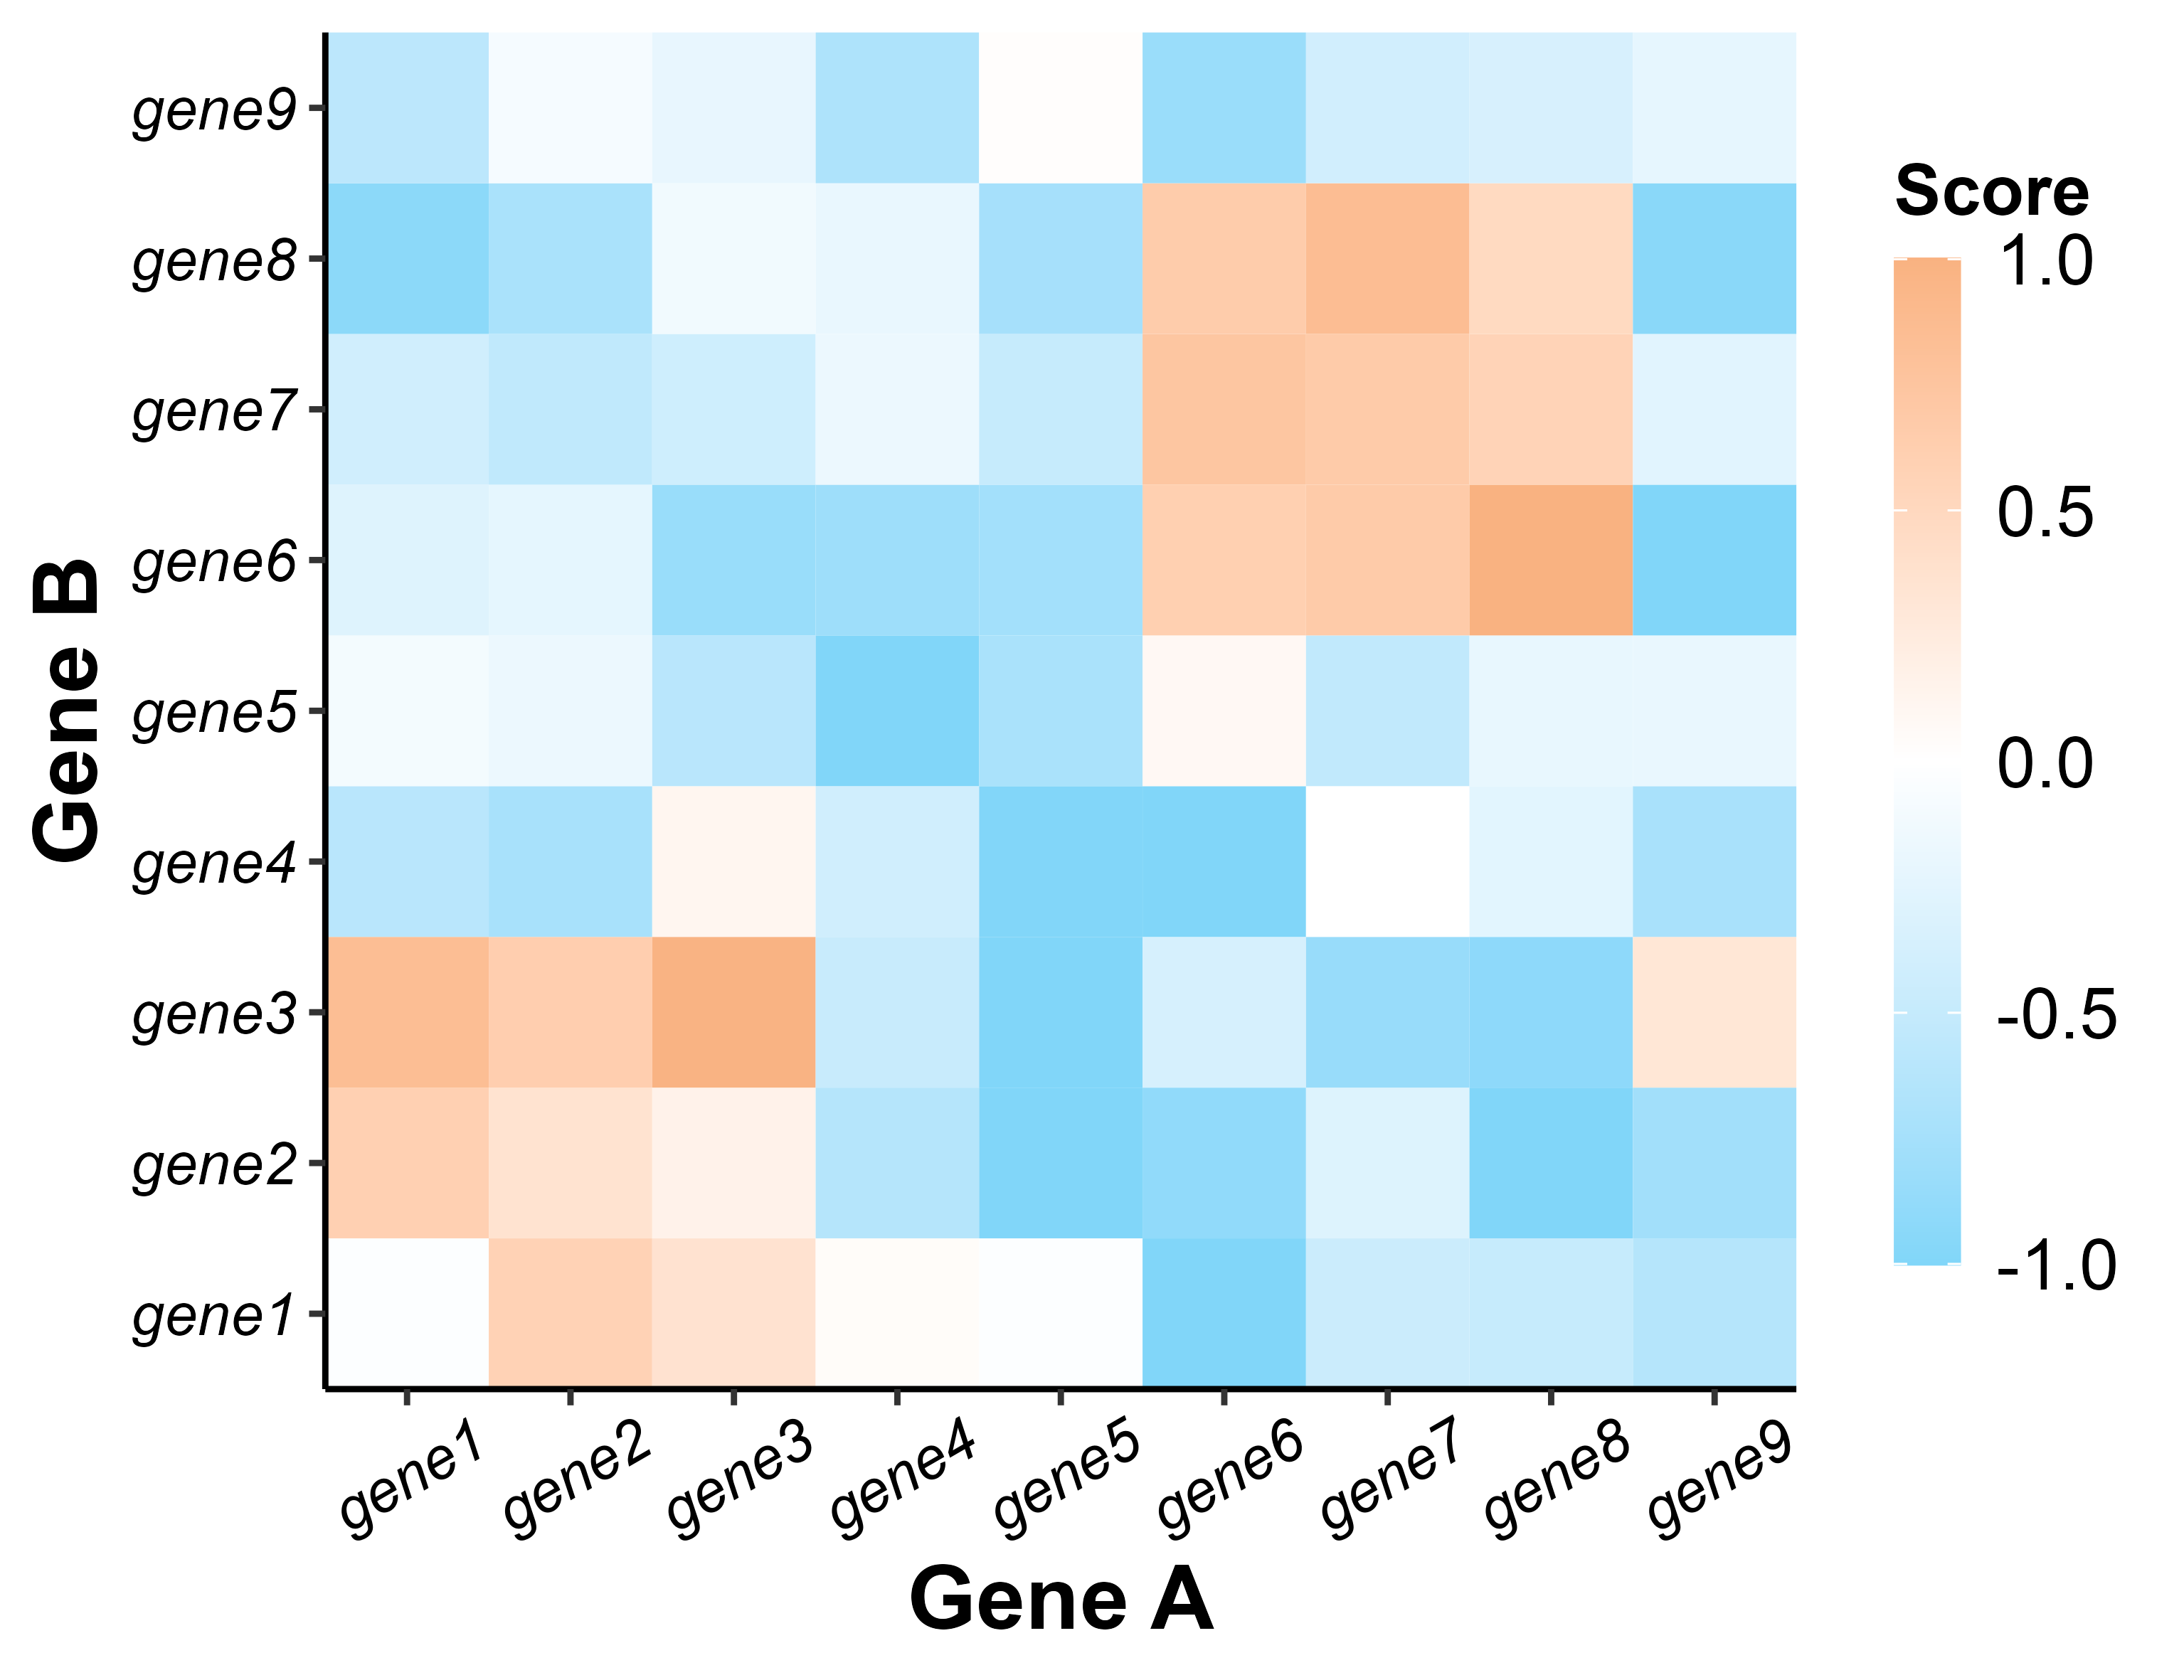 Gene B
gene9
gene8
gene7
gene6
gene5
gene4
gene3
gene2
gene1
gene1 gene2 gene3 gene4 gene5 gene6 gene7 gene8 gene9
Gene A
Score
1.0
0.5
0.0
-0.5
-1.0